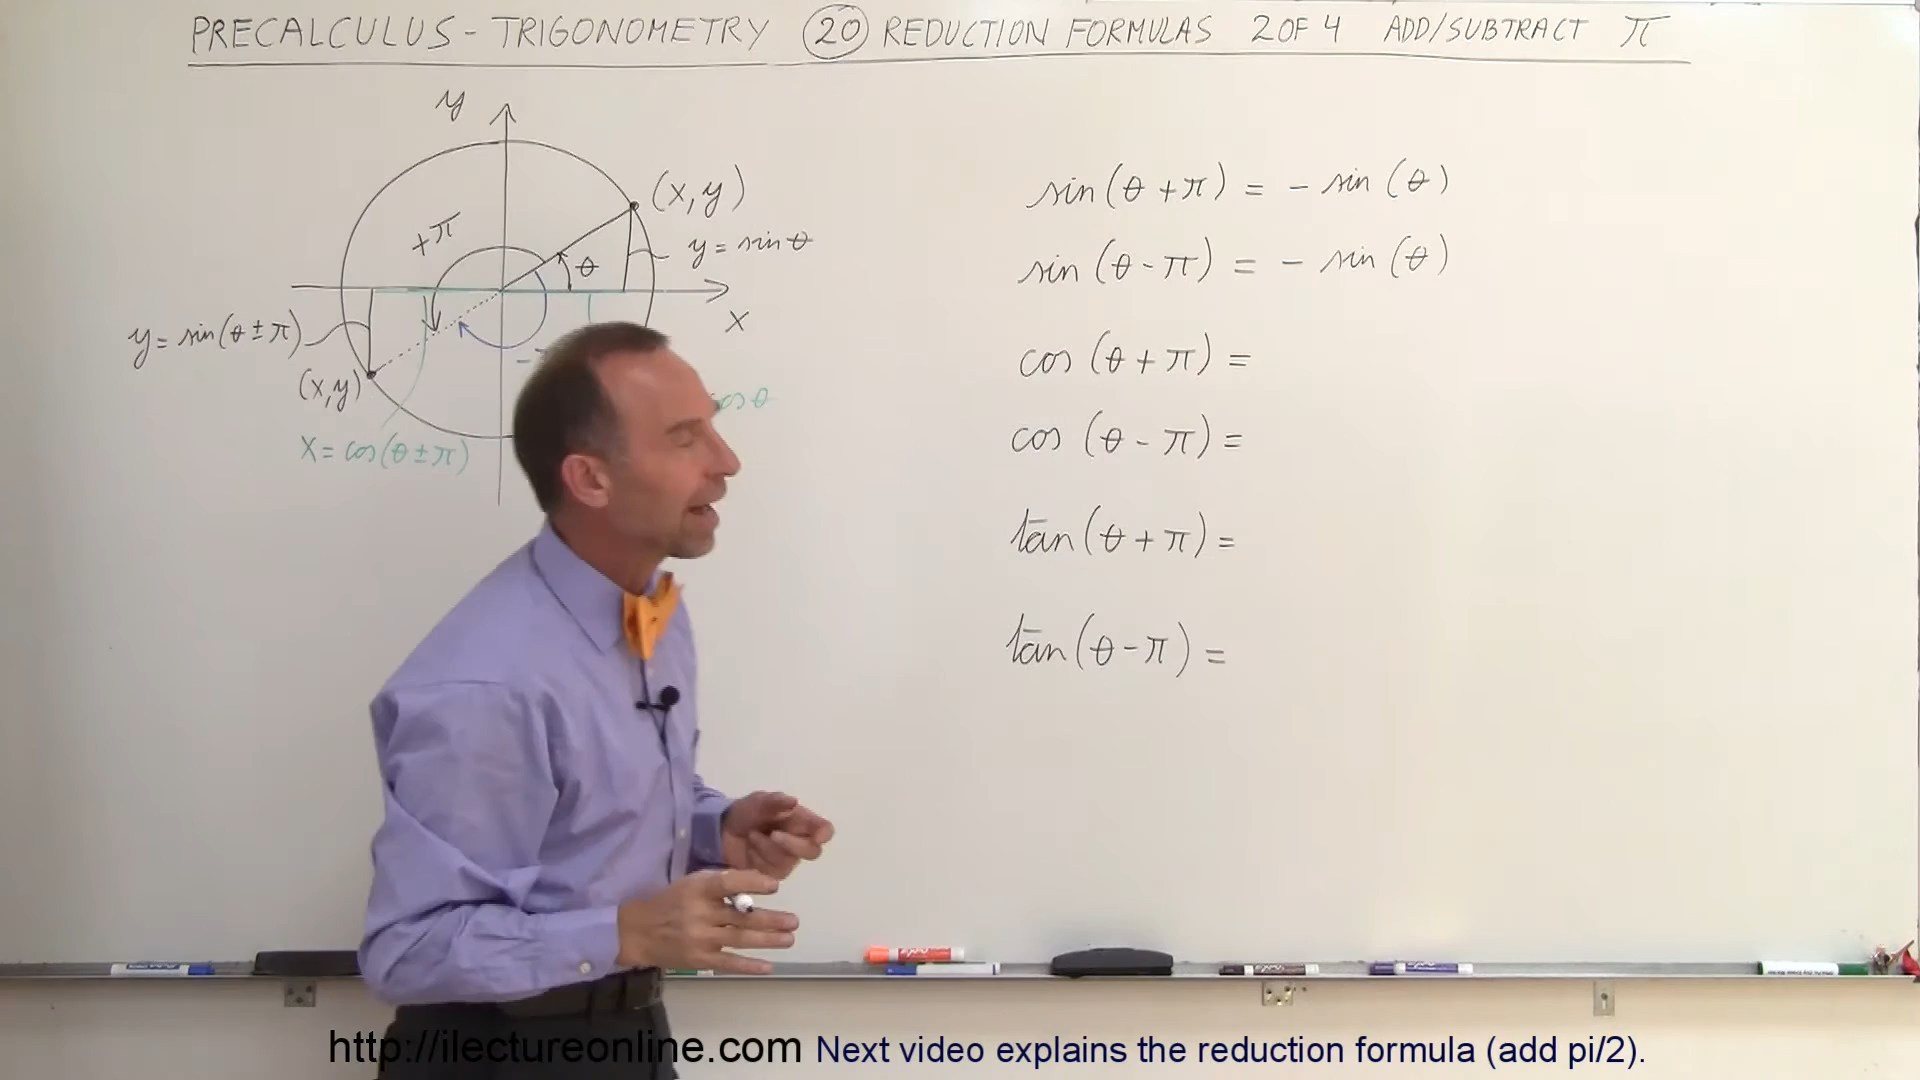 PRECALCULUS - TRIGONOMETRY 20 REDUCTION FORMULAS 2 OF 4 ADD/SUBTRACT π
y
(x, y)
+π
y = sin θ
θ
x
y = sin(θ ± π)
(x, y)
cos θ
x = cos(θ ± π)
sin(θ + π) = - sin (θ)
sin (θ - π) = - sin (θ)
cos (θ + π) =
cos (θ - π) =
tan (θ + π) =
tan (θ - π) =
http://ilectureonline.com Next video explains the reduction formula (add pi/2).